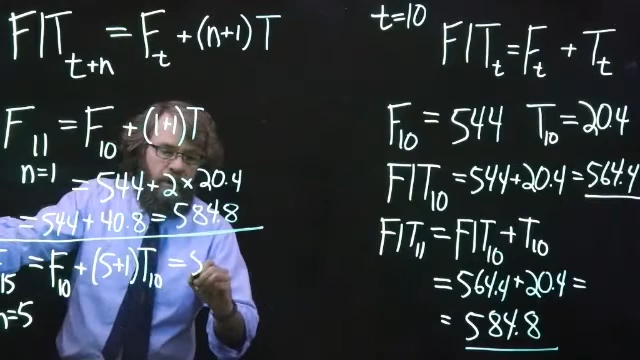 FIT_{t+n} = F_t + (n+1) T
F_11 = F_10 + (1+1) T
n=1
= 544 + 2 × 20.4
= 544 + 40.8 = 584.8
F_15 = F_10 + (5+1) T_10 = 5
n=5
t=10
FIT_t = F_t + T_t
F_10 = 544 T_10 = 20.4
FIT_10 = 544 + 20.4 = 564.4
FIT_11 = FIT_10 + T_10
= 564.4 + 20.4 =
= 584.8